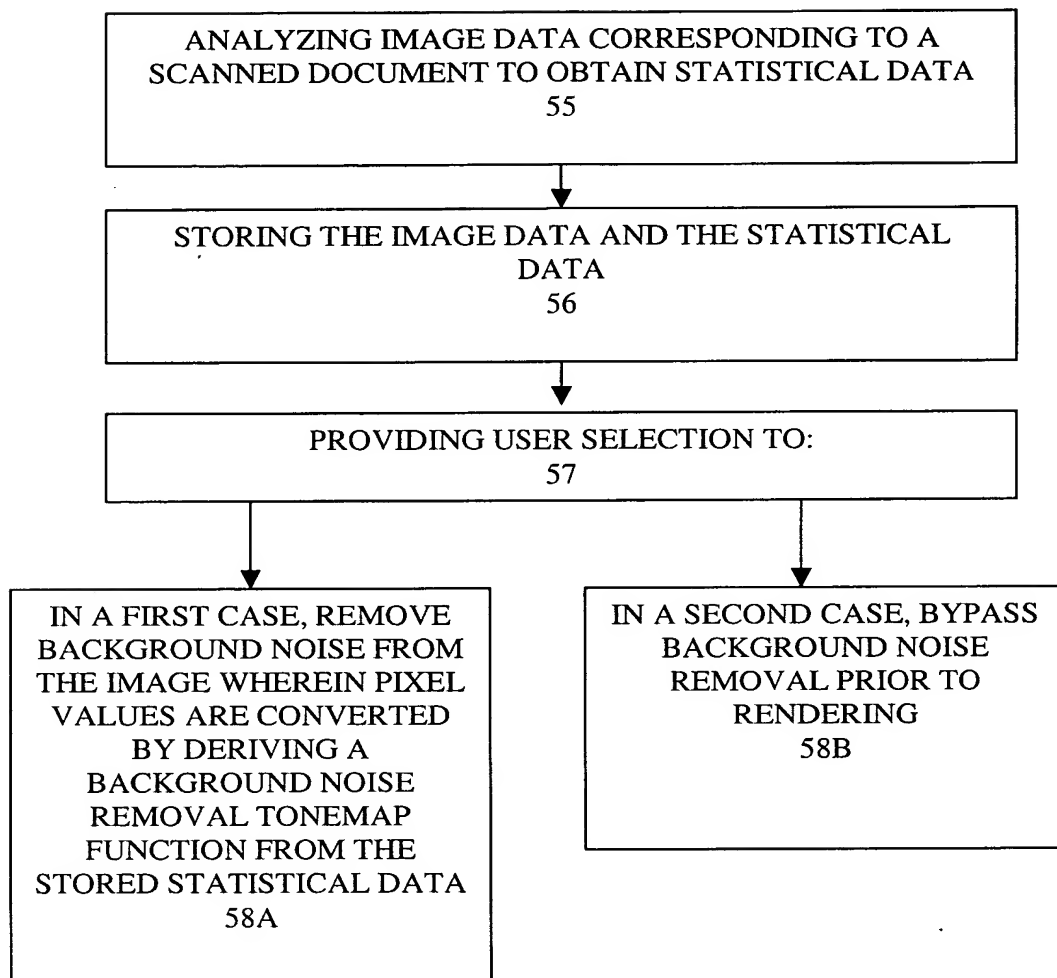 ANALYZING IMAGE DATA CORRESPONDING TO A
SCANNED DOCUMENT TO OBTAIN STATISTICAL DATA
55
STORING THE IMAGE DATA AND THE STATISTICAL
DATA
56
PROVIDING USER SELECTION TO:
57
IN A FIRST CASE, REMOVE
BACKGROUND NOISE FROM
THE IMAGE WHEREIN PIXEL
VALUES ARE CONVERTED
BY DERIVING A
BACKGROUND NOISE
REMOVAL TONEMAP
FUNCTION FROM THE
STORED STATISTICAL DATA
58A
IN A SECOND CASE, BYPASS
BACKGROUND NOISE
REMOVAL PRIOR TO
RENDERING
58B